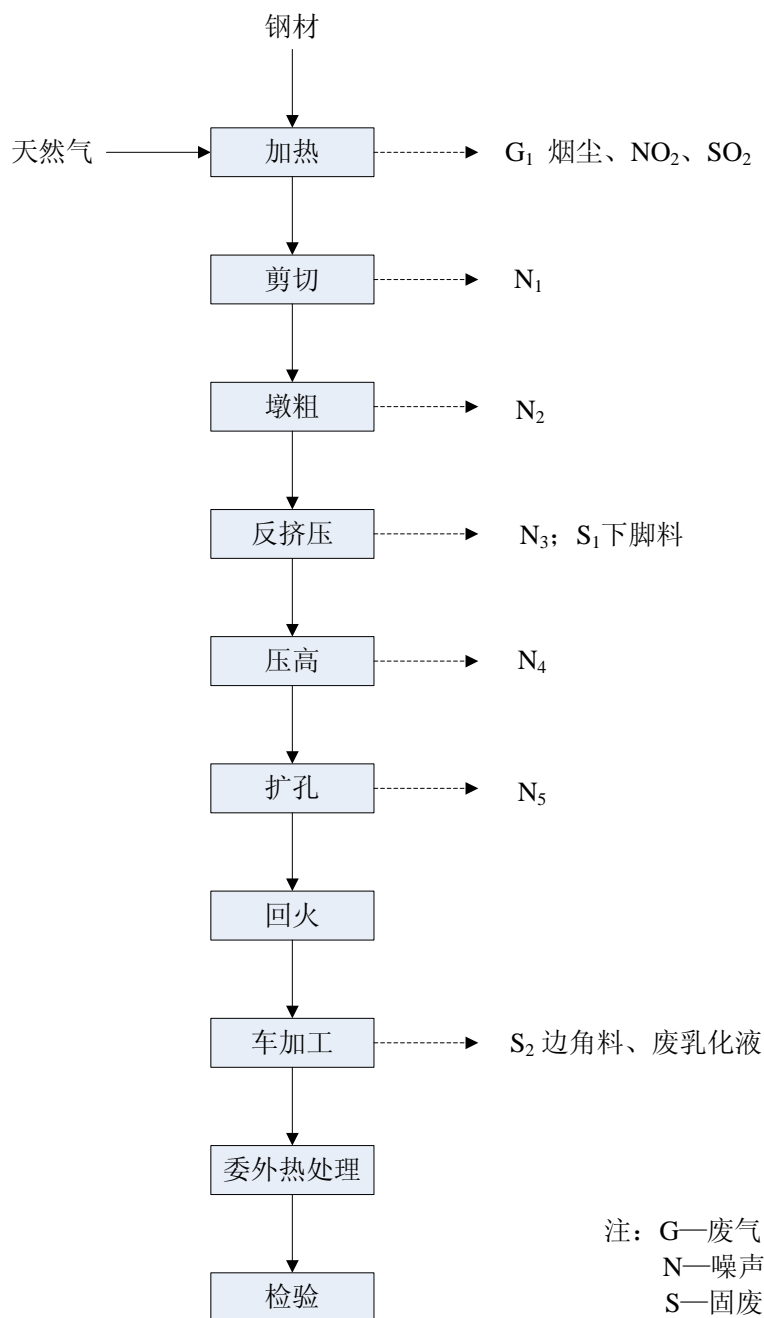 钢材
天然气
加热
G₁ 烟尘、NO₂、SO₂
剪切
N₁
墩粗
N₂
反挤压
N₃；S₁下脚料
压高
N₄
扩孔
N₅
回火
车加工
S₂ 边角料、废乳化液
委外热处理
检验
注：G—废气
N—噪声
S—固废